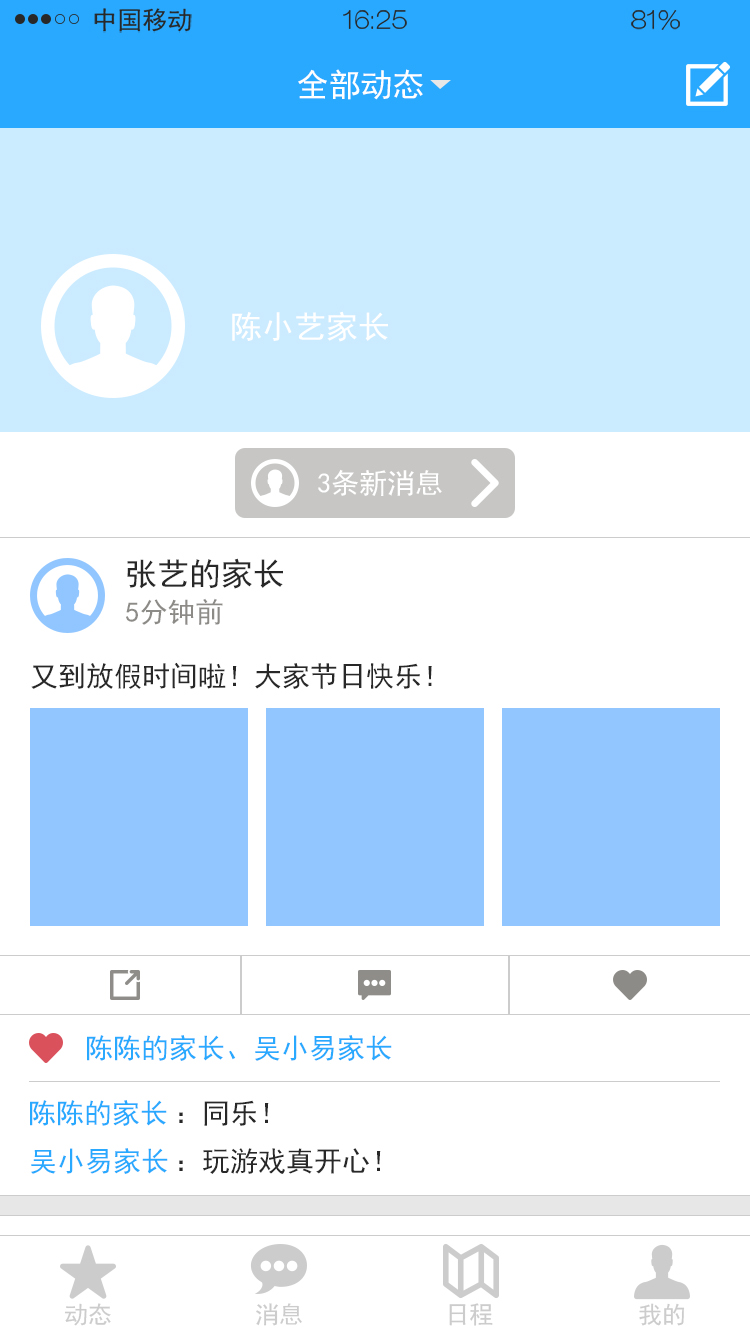 中国移动 16:25 81%
全部动态
陈小艺家长
3条新消息
张艺的家长
5分钟前
又到放假时间啦！大家节日快乐！
陈陈的家长、吴小易家长
陈陈的家长：同乐！
吴小易家长：玩游戏真开心！
动态 消息 日程 我的